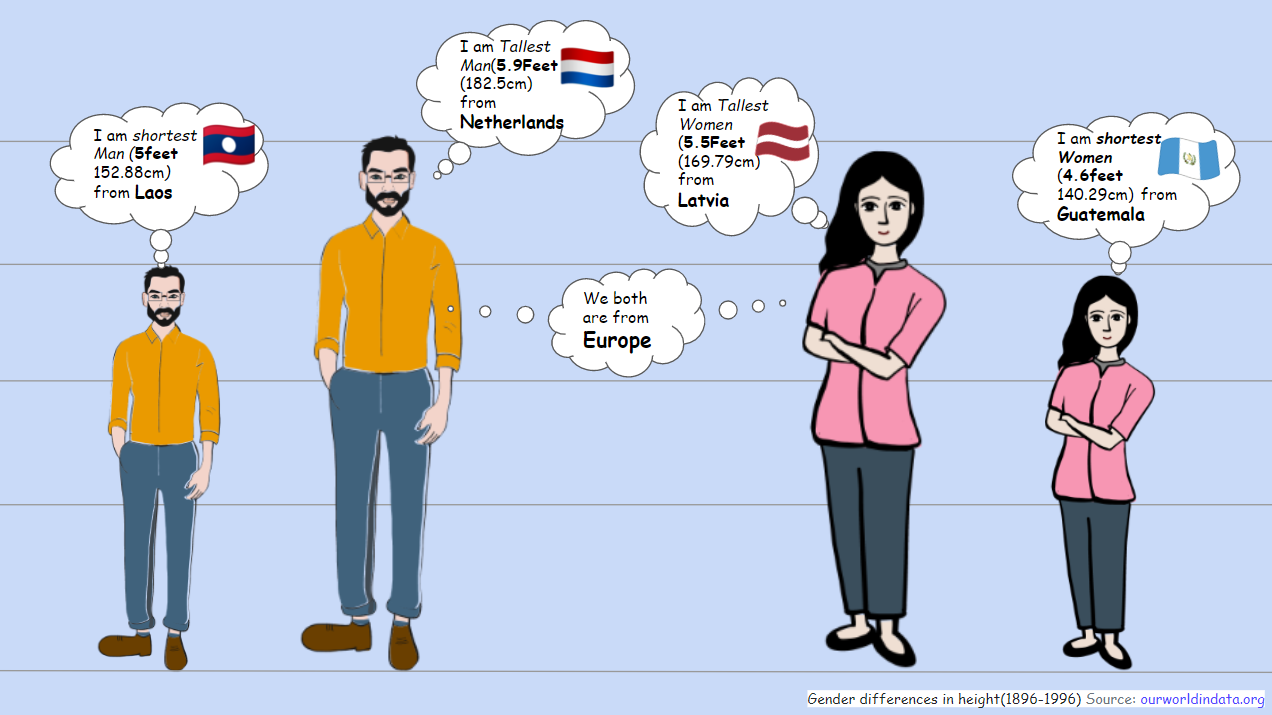 I am shortest
Man (5feet
152.88cm)
from Laos
I am Tallest
Man(5.9Feet
(182.5cm)
from
Netherlands
I am Tallest
Women
(5.5Feet
(169.79cm)
from
Latvia
I am shortest
Women
(4.6feet
140.29cm) from
Guatemala
We both
are from
Europe
Gender differences in height(1896-1996) Source: ourworldindata.org